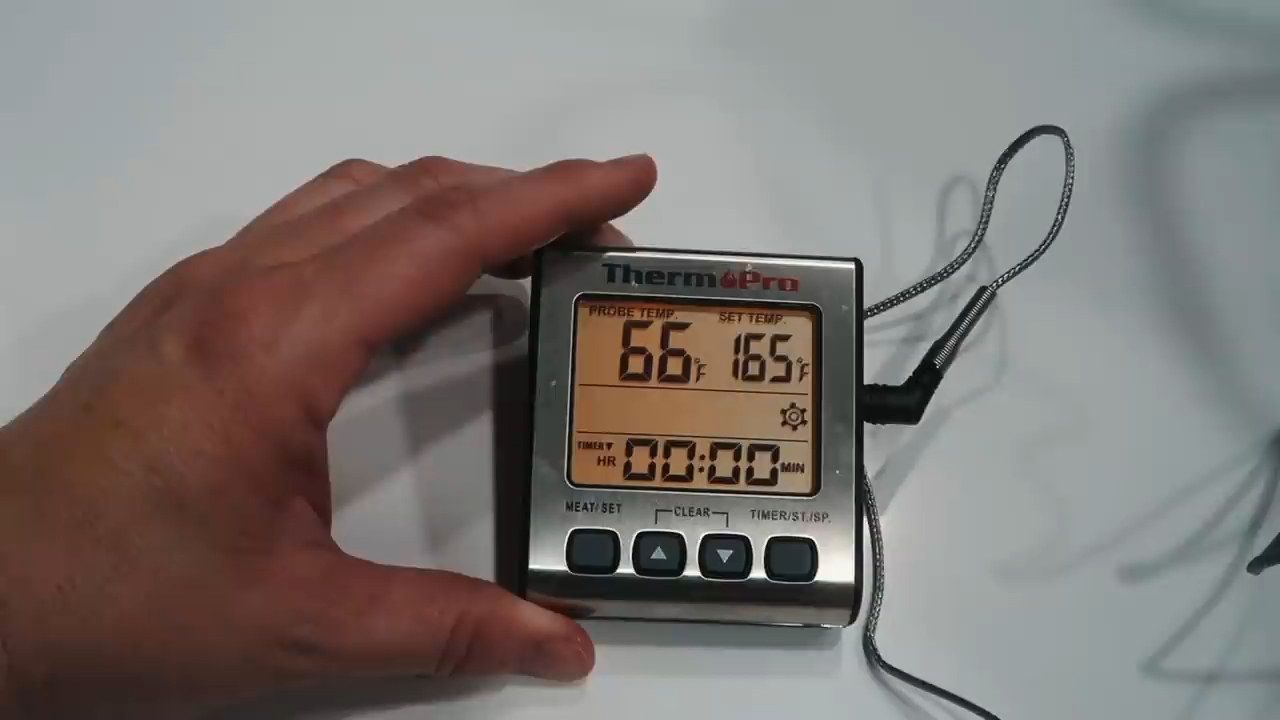 ThermoPro
PROBE TEMP. SET TEMP.
66°F 165°F
TIMER▼
HR 00:00 MIN
MEAT/SET CLEAR TIMER/ST./SP.